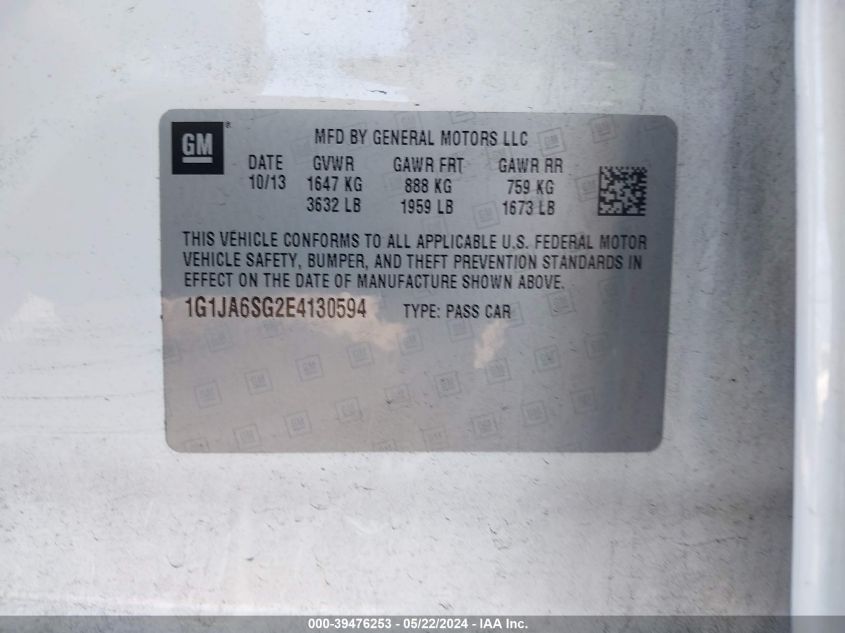 GM®
MFD BY GENERAL MOTORS LLC
DATE GVWR GAWR FRT GAWR RR
10/13 1647 KG 888 KG 759 KG
3632 LB 1959 LB 1673 LB
THIS VEHICLE CONFORMS TO ALL APPLICABLE U.S. FEDERAL MOTOR
VEHICLE SAFETY, BUMPER, AND THEFT PREVENTION STANDARDS IN
EFFECT ON THE DATE OF MANUFACTURE SHOWN ABOVE.
1G1JA6SG2E4130594 TYPE: PASS CAR
000-39476253 - 05/22/2024 - IAA Inc.